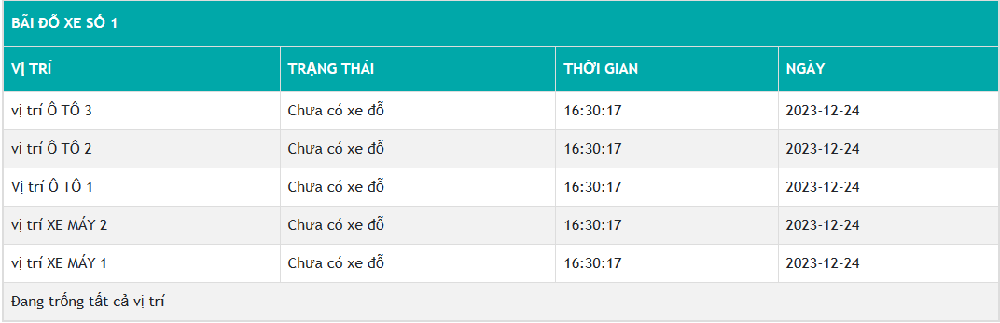 BÃI ĐỖ XE SỐ 1
VỊ TRÍ TRẠNG THÁI THỜI GIAN NGÀY
vị trí Ô TÔ 3 Chưa có xe đỗ 16:30:17 2023-12-24
vị trí Ô TÔ 2 Chưa có xe đỗ 16:30:17 2023-12-24
Vị trí Ô TÔ 1 Chưa có xe đỗ 16:30:17 2023-12-24
vị trí XE MÁY 2 Chưa có xe đỗ 16:30:17 2023-12-24
vị trí XE MÁY 1 Chưa có xe đỗ 16:30:17 2023-12-24
Đang trống tất cả vị trí